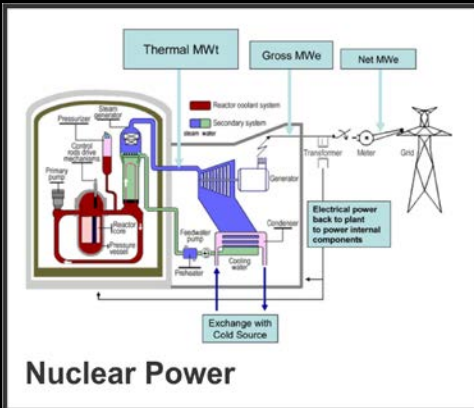 Thermal MWt
Gross MWe
Net MWe
Steam
generator
Pressurizer
Control
rods drive
mechanisms
Primary
pump
Reactor coolant system
Secondary system
steam water
Transformer
Meter
Grid
Generator
Reactor
core
Pressure
vessel
Feedwater
pump
Preheater
Condenser
Cooling
water
Electrical power
back to plant
to power internal
components
Exchange with
Cold Source
Nuclear Power